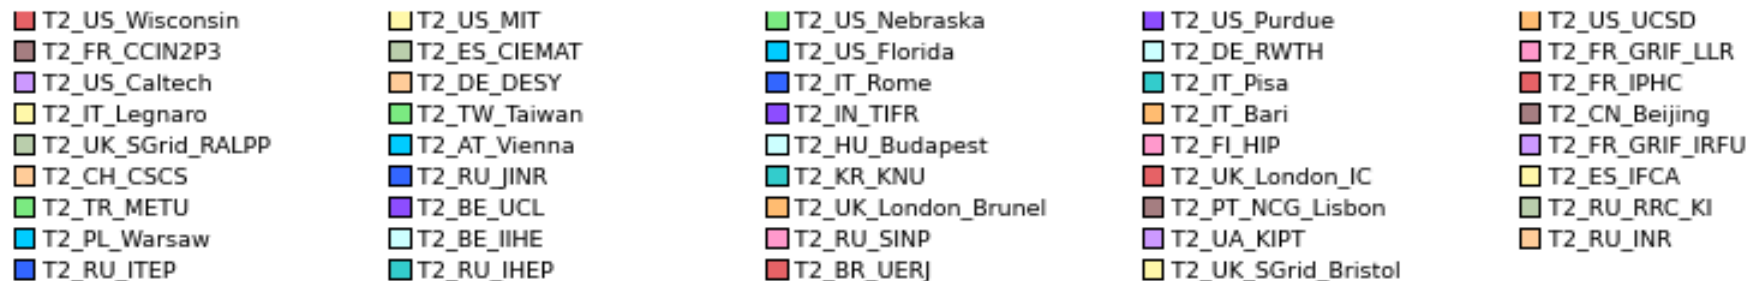 T2_US_Wisconsin T2_US_MIT T2_US_Nebraska T2_US_Purdue T2_US_UCSD
T2_FR_CCIN2P3 T2_ES_CIEMAT T2_US_Florida T2_DE_RWTH T2_FR_GRIF_LLR
T2_US_Caltech T2_DE_DESY T2_IT_Rome T2_IT_Pisa T2_FR_IPHC
T2_IT_Legnaro T2_TW_Taiwan T2_IN_TIFR T2_IT_Bari T2_CN_Beijing
T2_UK_SGrid_RALPP T2_AT_Vienna T2_HU_Budapest T2_FI_HIP T2_FR_GRIF_IRFU
T2_CH_CSCS T2_RU_JINR T2_KR_KNU T2_UK_London_IC T2_ES_IFCA
T2_TR_METU T2_BE_UCL T2_UK_London_Brunel T2_PT_NCG_Lisbon T2_RU_RRC_KI
T2_PL_Warsaw T2_BE_IIHE T2_RU_SINP T2_UA_KIPT T2_RU_INR
T2_RU_ITEP T2_RU_IHEP T2_BR_UERJ T2_UK_SGrid_Bristol